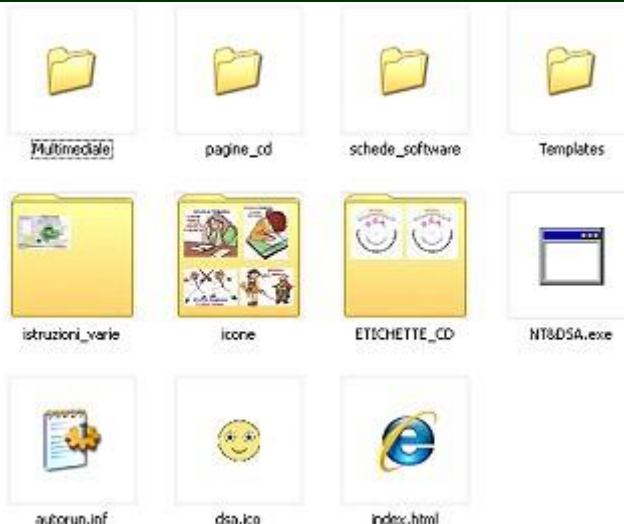 Multimediale
pagine_cd
schede_software
Templates
istruzioni_varie
icone
ETICHETTE_CD
NT&DSA.exe
autorun.inf
dsa.ico
index.html